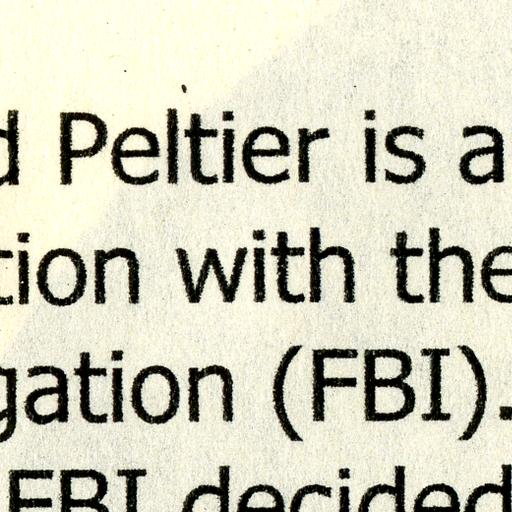 d Peltier is a
tion with the
gation (FBI).
FBI decided